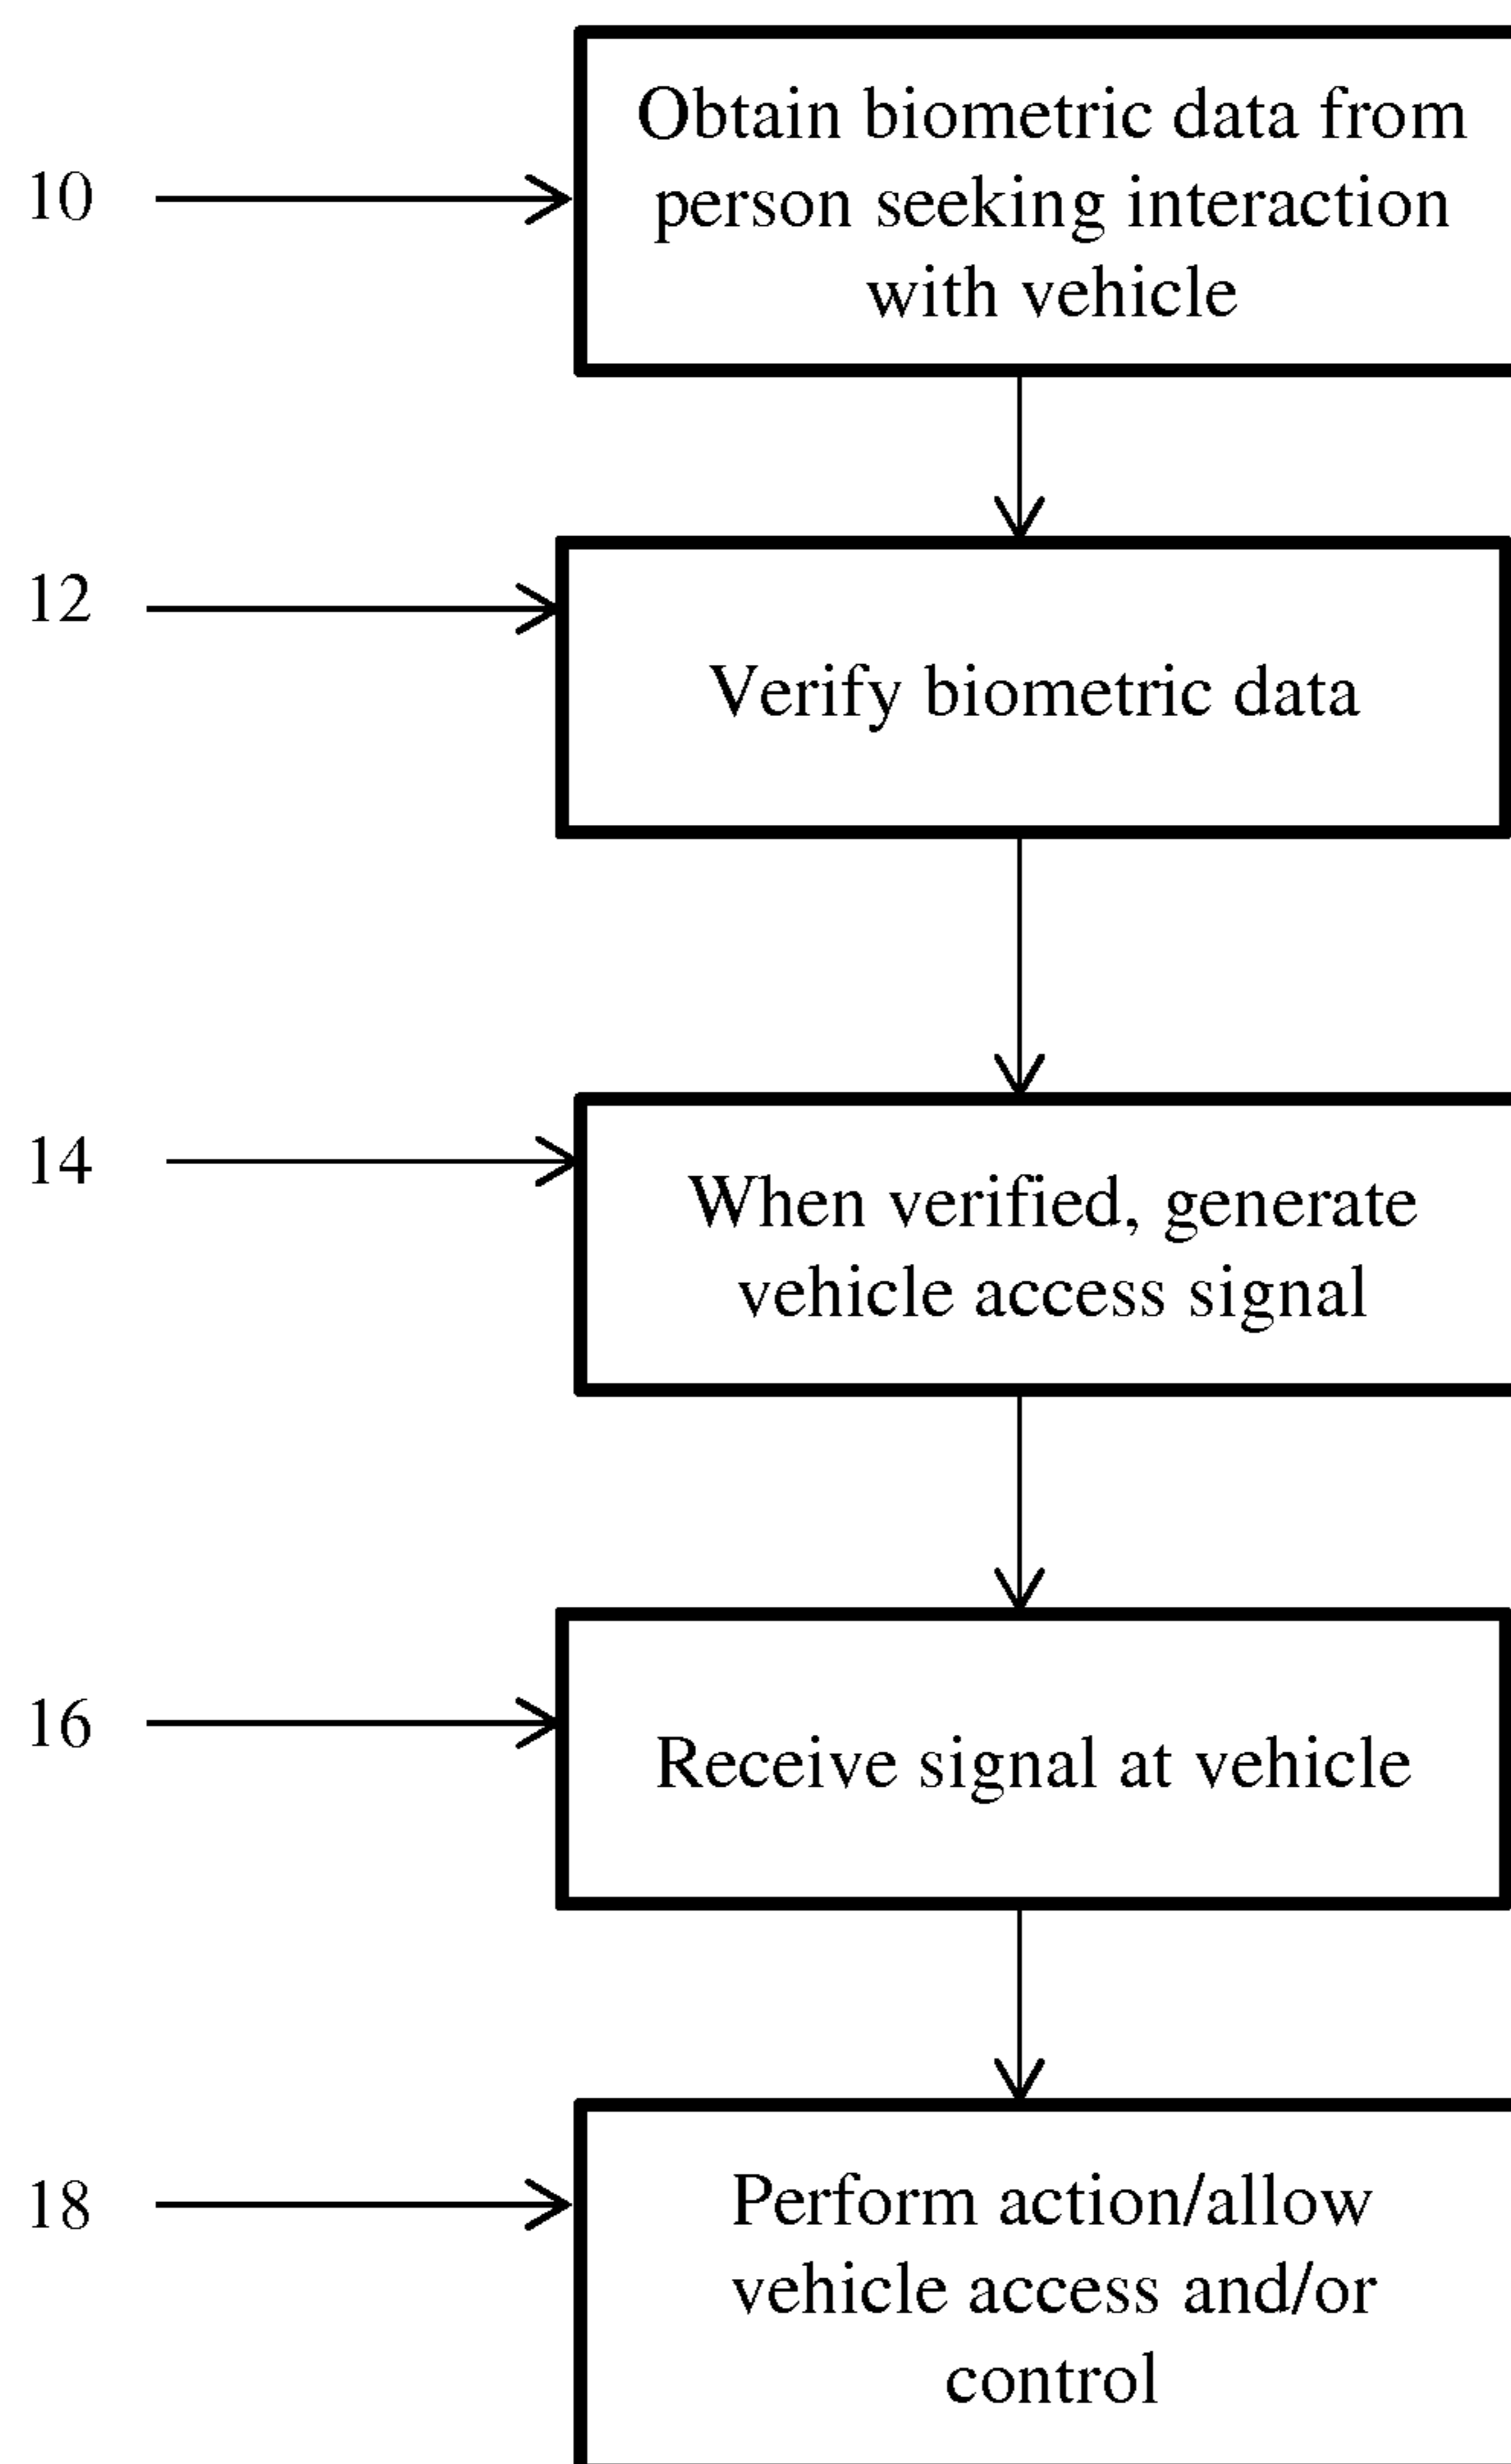 10
Obtain biometric data from
person seeking interaction
with vehicle
12
Verify biometric data
14
When verified, generate
vehicle access signal
16
Receive signal at vehicle
18
Perform action/allow
vehicle access and/or
control